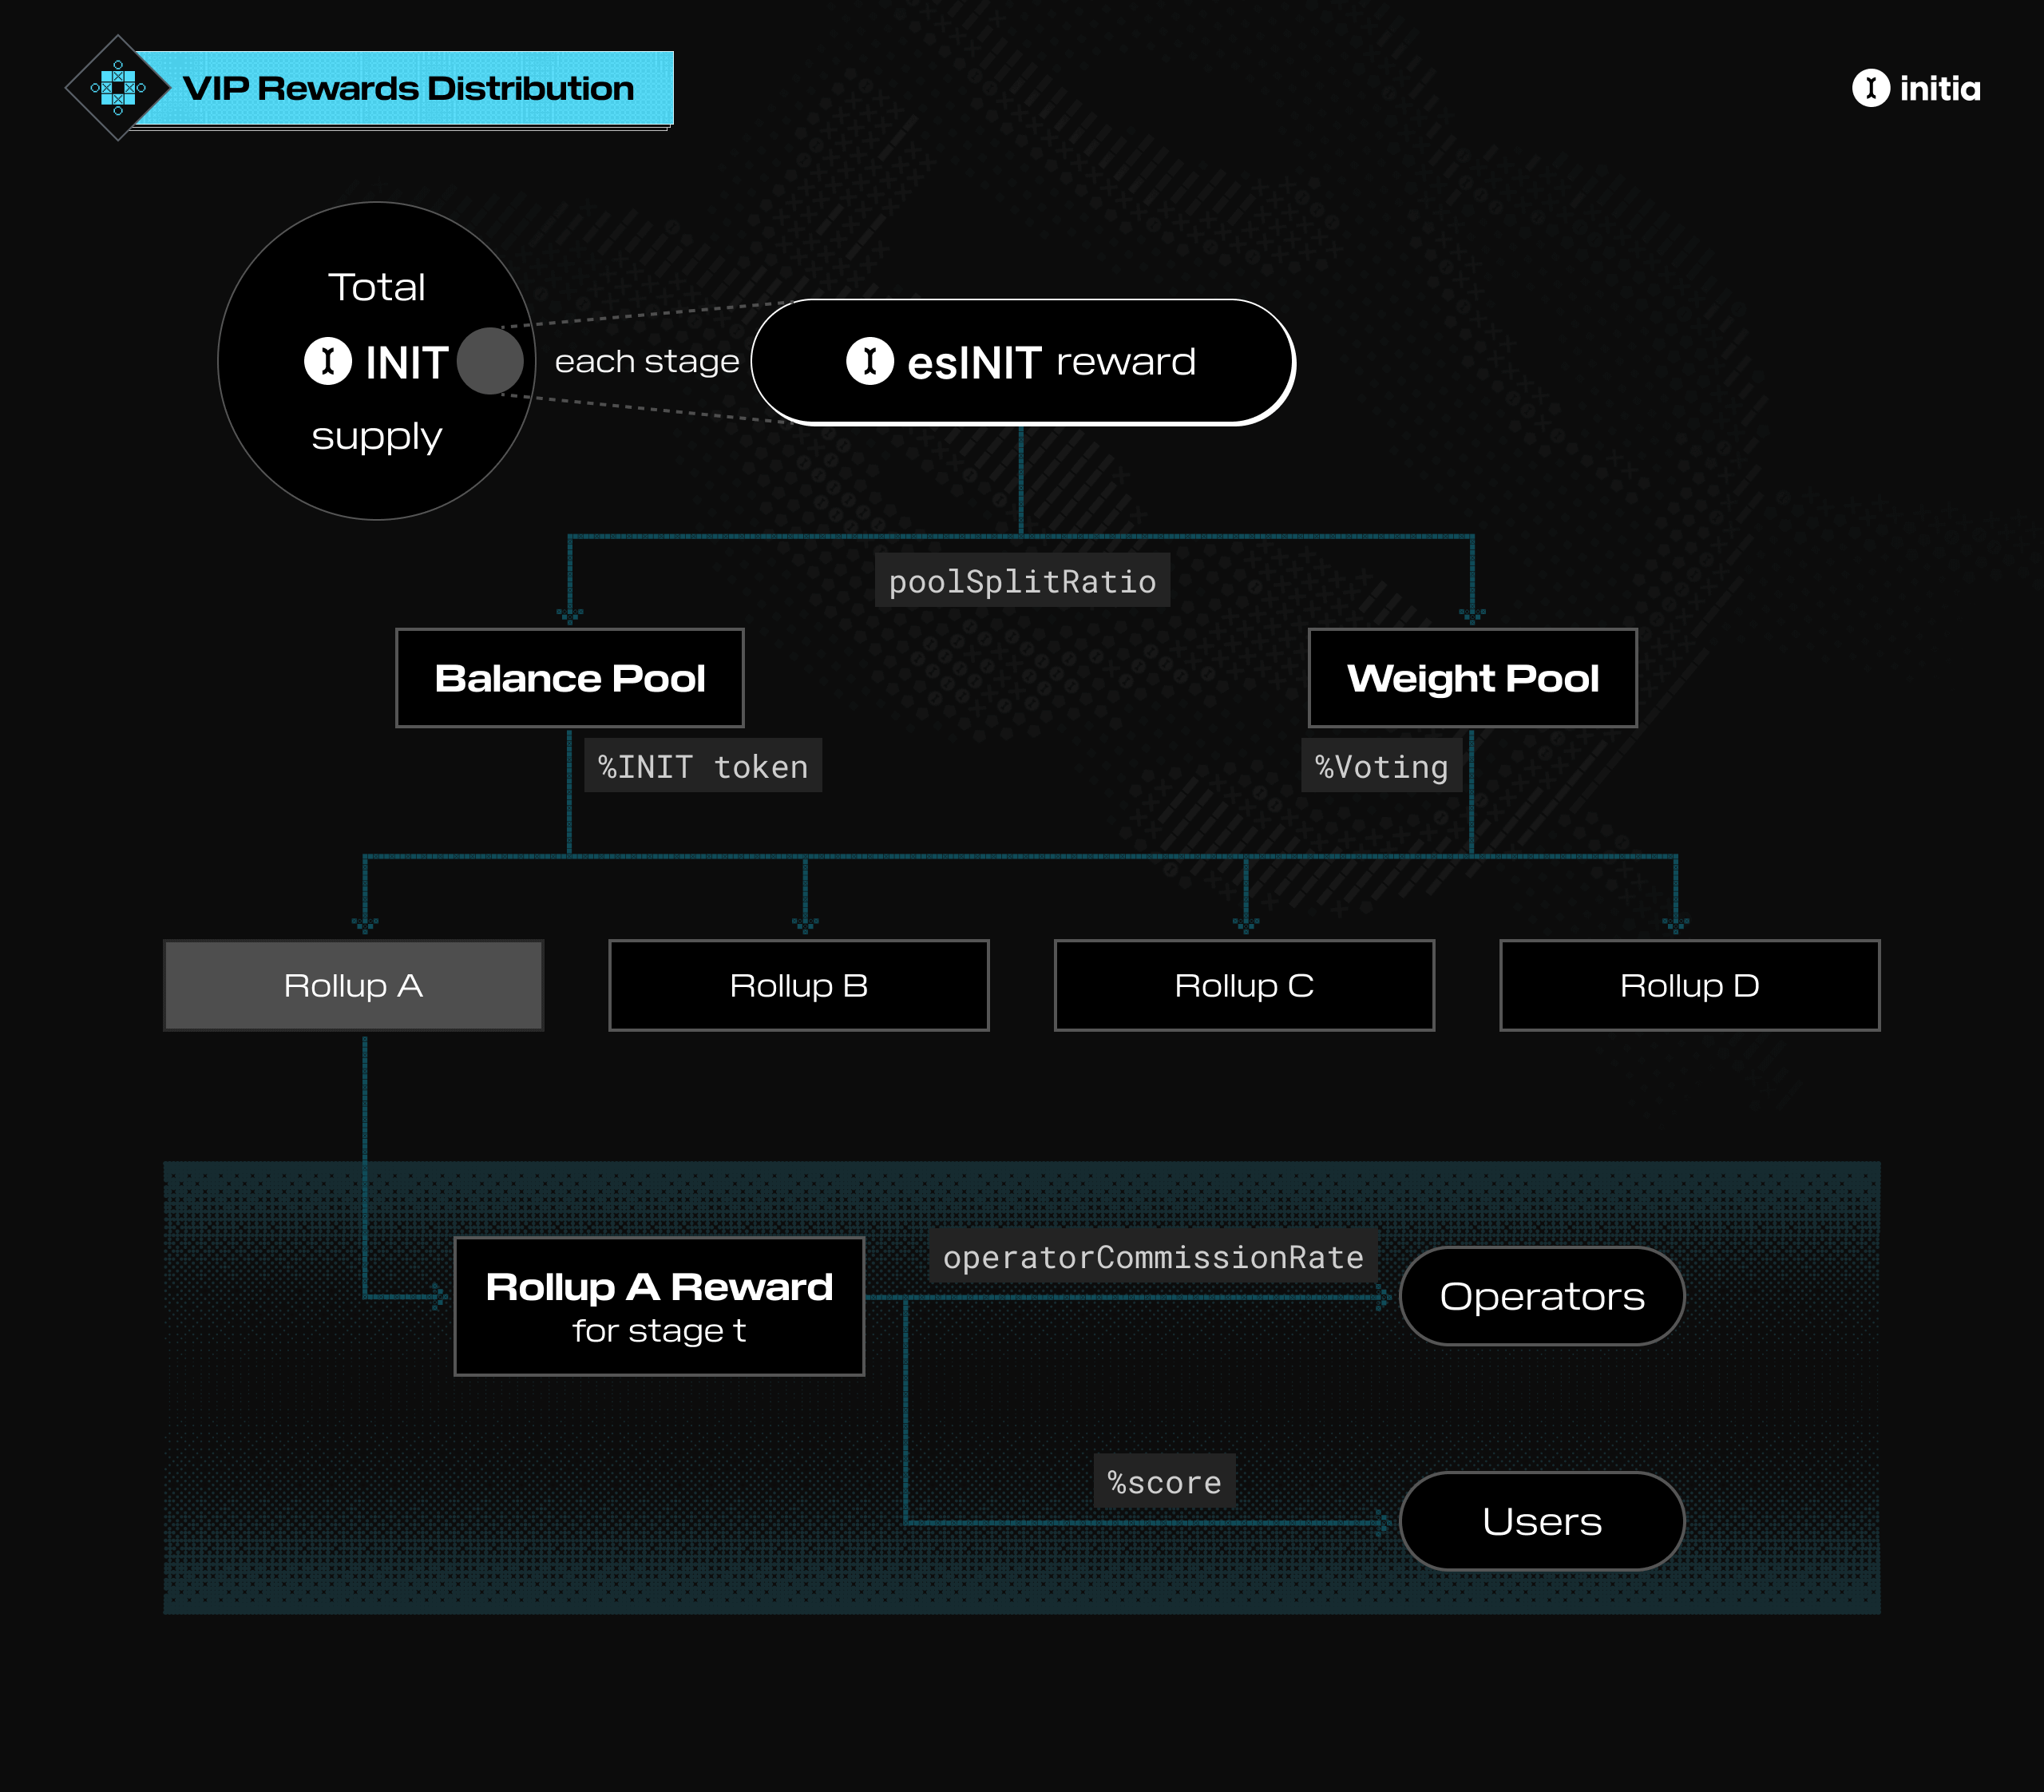 VIP Rewards Distribution
initia
Total
INIT
supply
each stage
esINIT reward
poolSplitRatio
Balance Pool
Weight Pool
%INIT token
%Voting
Rollup A
Rollup B
Rollup C
Rollup D
Rollup A Reward
for stage t
operatorCommissionRate
Operators
%score
Users